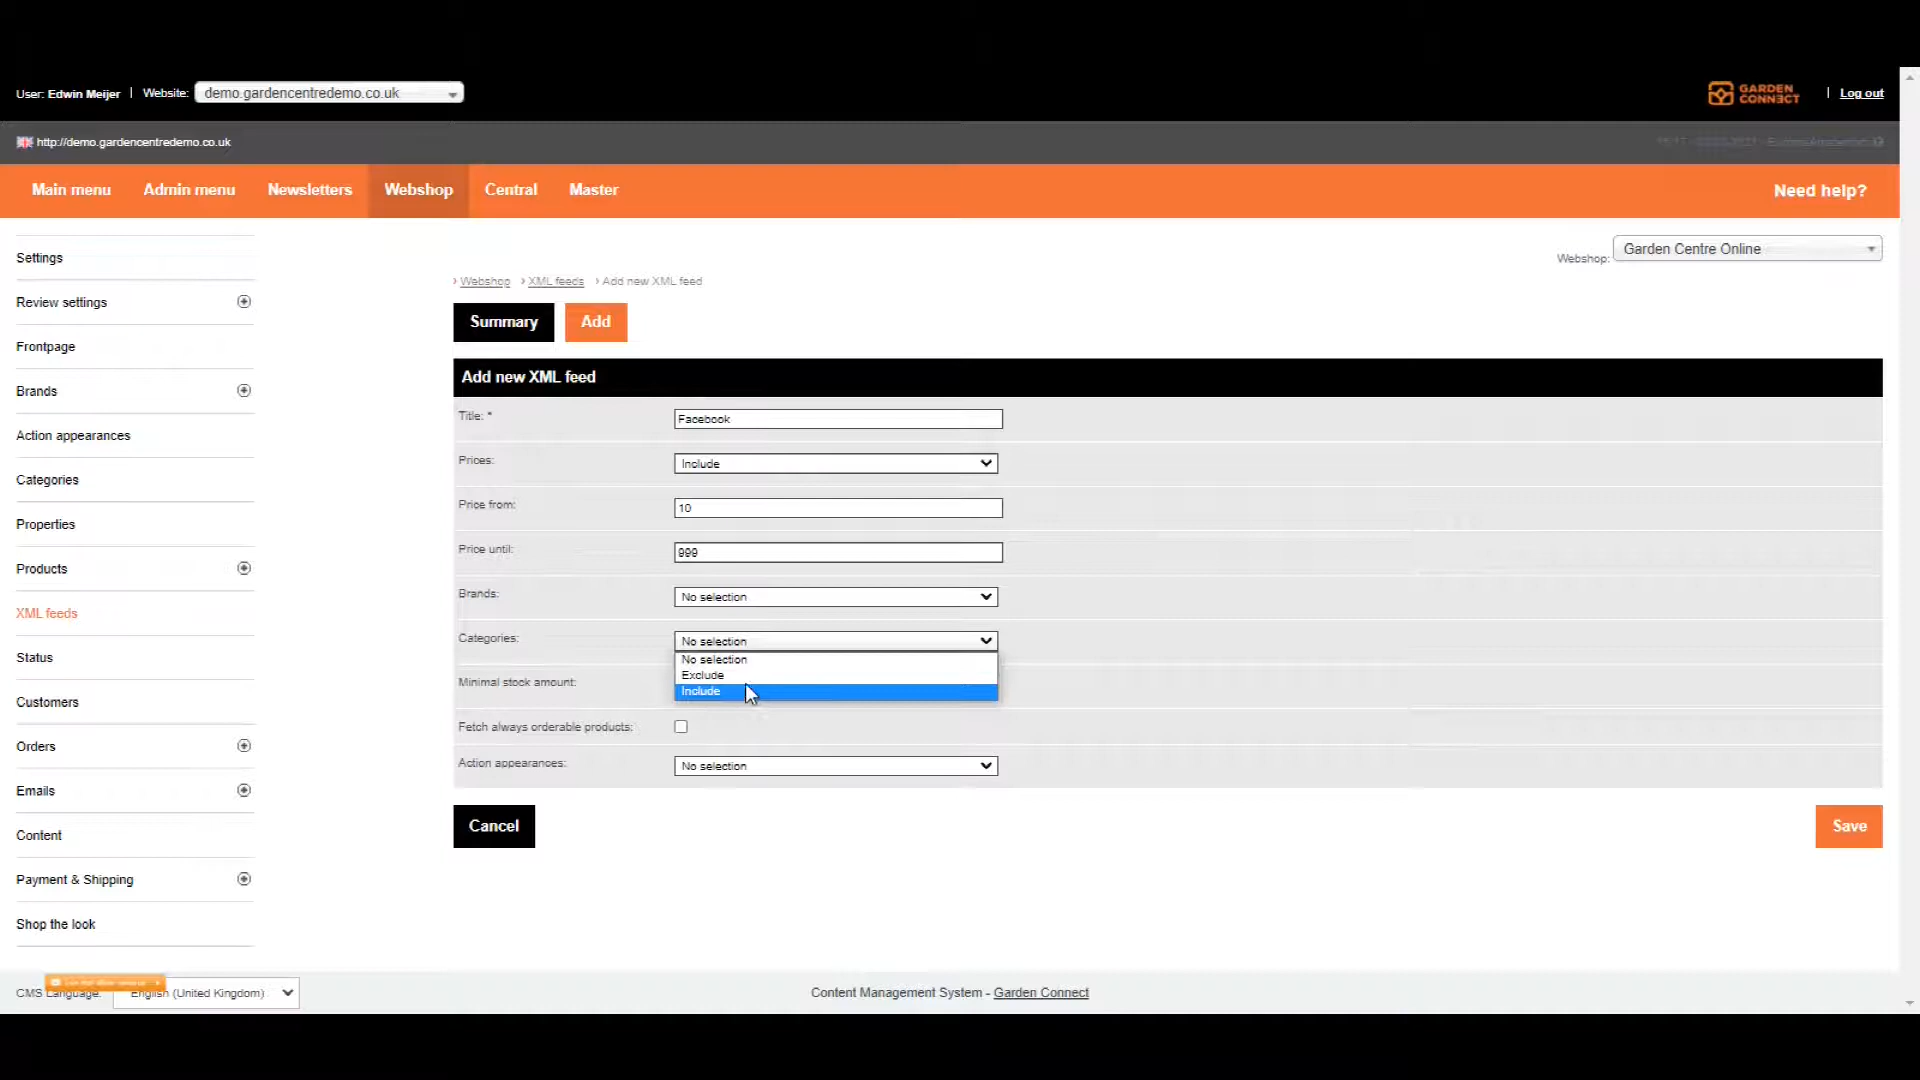 User: Edwin Meijer | Website: demo.gardencentredemo.co.uk
GARDEN CONN3CT | Log out
http://demo.gardencentredemo.co.uk
Main menu Admin menu Newsletters Webshop Central Master Need help?
Settings
Review settings
Frontpage
Brands
Action appearances
Categories
Properties
Products
XML feeds
Status
Customers
Orders
Emails
Content
Payment & Shipping
Shop the look
Webshop: Garden Centre Online
› Webshop › XML feeds › Add new XML feed
Summary Add
Add new XML feed
Title: * Facebook
Prices: Include
Price from: 10
Price until: 999
Brands: No selection
Categories: No selection
No selection
Exclude
Include
Minimal stock amount:
Fetch always orderable products:
Action appearances: No selection
Cancel Save
CMS Language: English (United Kingdom)
Content Management System - Garden Connect